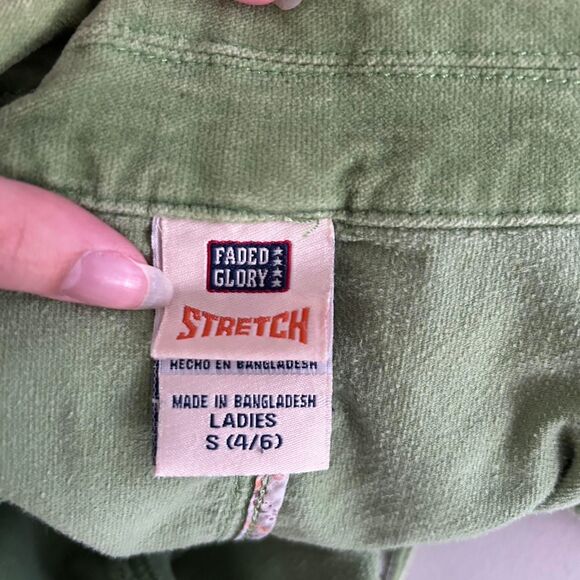 FADED
GLORY
STRETCH
HECHO EN BANGLADESH
MADE IN BANGLADESH
LADIES
S (4/6)